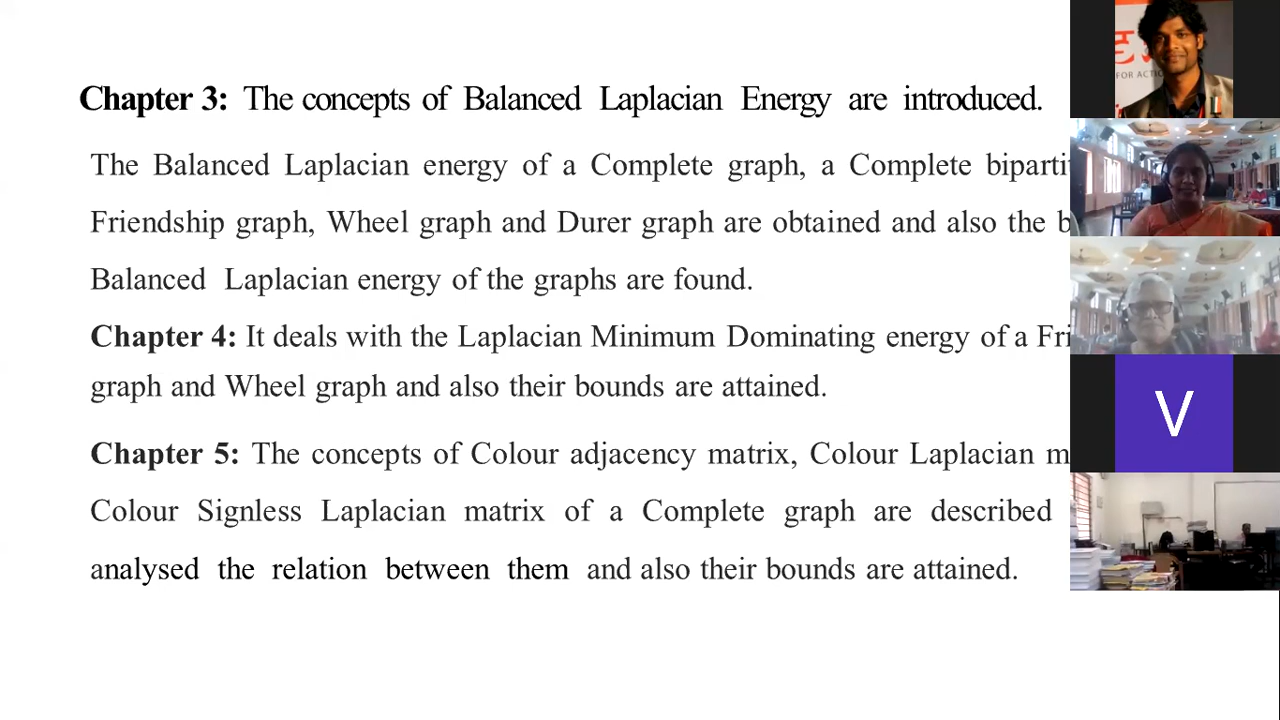 Chapter 3: The concepts of Balanced Laplacian Energy are introduced.
The Balanced Laplacian energy of a Complete graph, a Complete
Friendship graph, Wheel graph and Durer graph are obtained and also the
Balanced Laplacian energy of the graphs are found.
Chapter 4: It deals with the Laplacian Minimum Dominating energy of a
graph and Wheel graph and also their bounds are attained.
Chapter 5: The concepts of Colour adjacency matrix, Colour Laplacian
Colour Signless Laplacian matrix of a Complete graph are described
analysed the relation between them and also their bounds are attained.
FOR
V